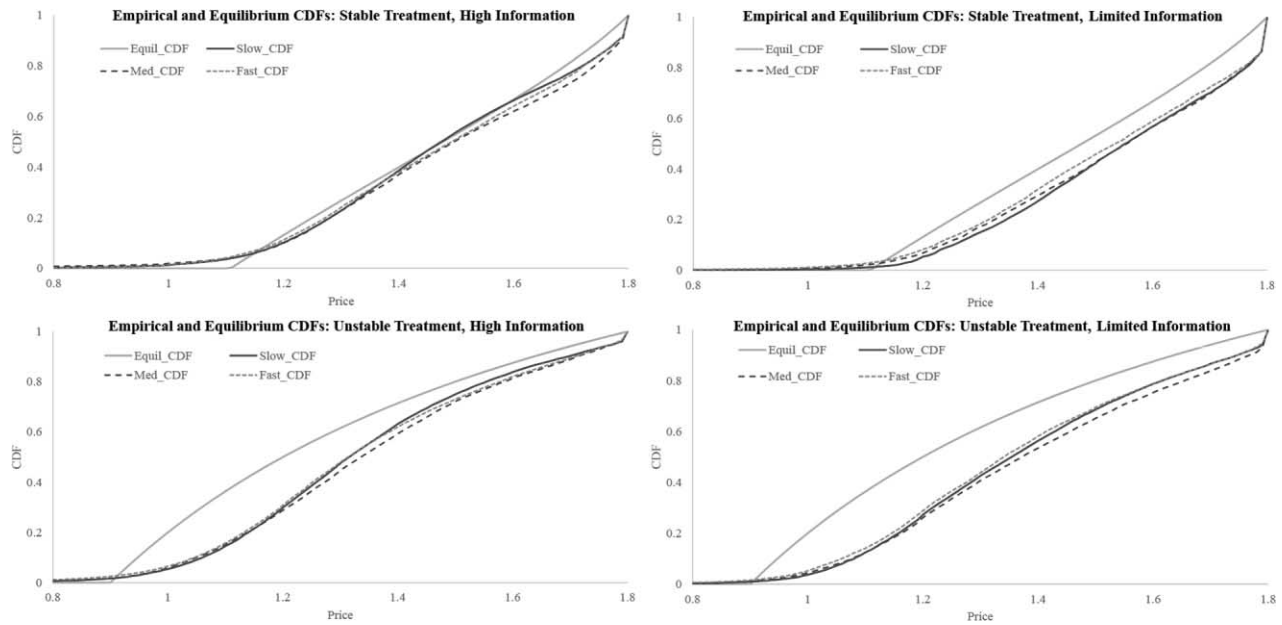 Empirical and Equilibrium CDFs: Stable Treatment, High Information
1
Equil_CDF Slow_CDF
Med_CDF Fast_CDF
0.8
0.6
CDF
0.4
0.2
0
0.8 1 1.2 1.4 1.6 1.8
Price
Empirical and Equilibrium CDFs: Stable Treatment, Limited Information
1
Equil_CDF Slow_CDF
Med_CDF Fast_CDF
0.8
0.6
CDF
0.4
0.2
0
0.8 1 1.2 1.4 1.6 1.8
Price
Empirical and Equilibrium CDFs: Unstable Treatment, High Information
1
Equil_CDF Slow_CDF
Med_CDF Fast_CDF
0.8
0.6
CDF
0.4
0.2
0
0.8 1 1.2 1.4 1.6 1.8
Price
Empirical and Equilibrium CDFs: Unstable Treatment, Limited Information
1
Equil_CDF Slow_CDF
Med_CDF Fast_CDF
0.8
0.6
CDF
0.4
0.2
0
0.8 1 1.2 1.4 1.6 1.8
Price